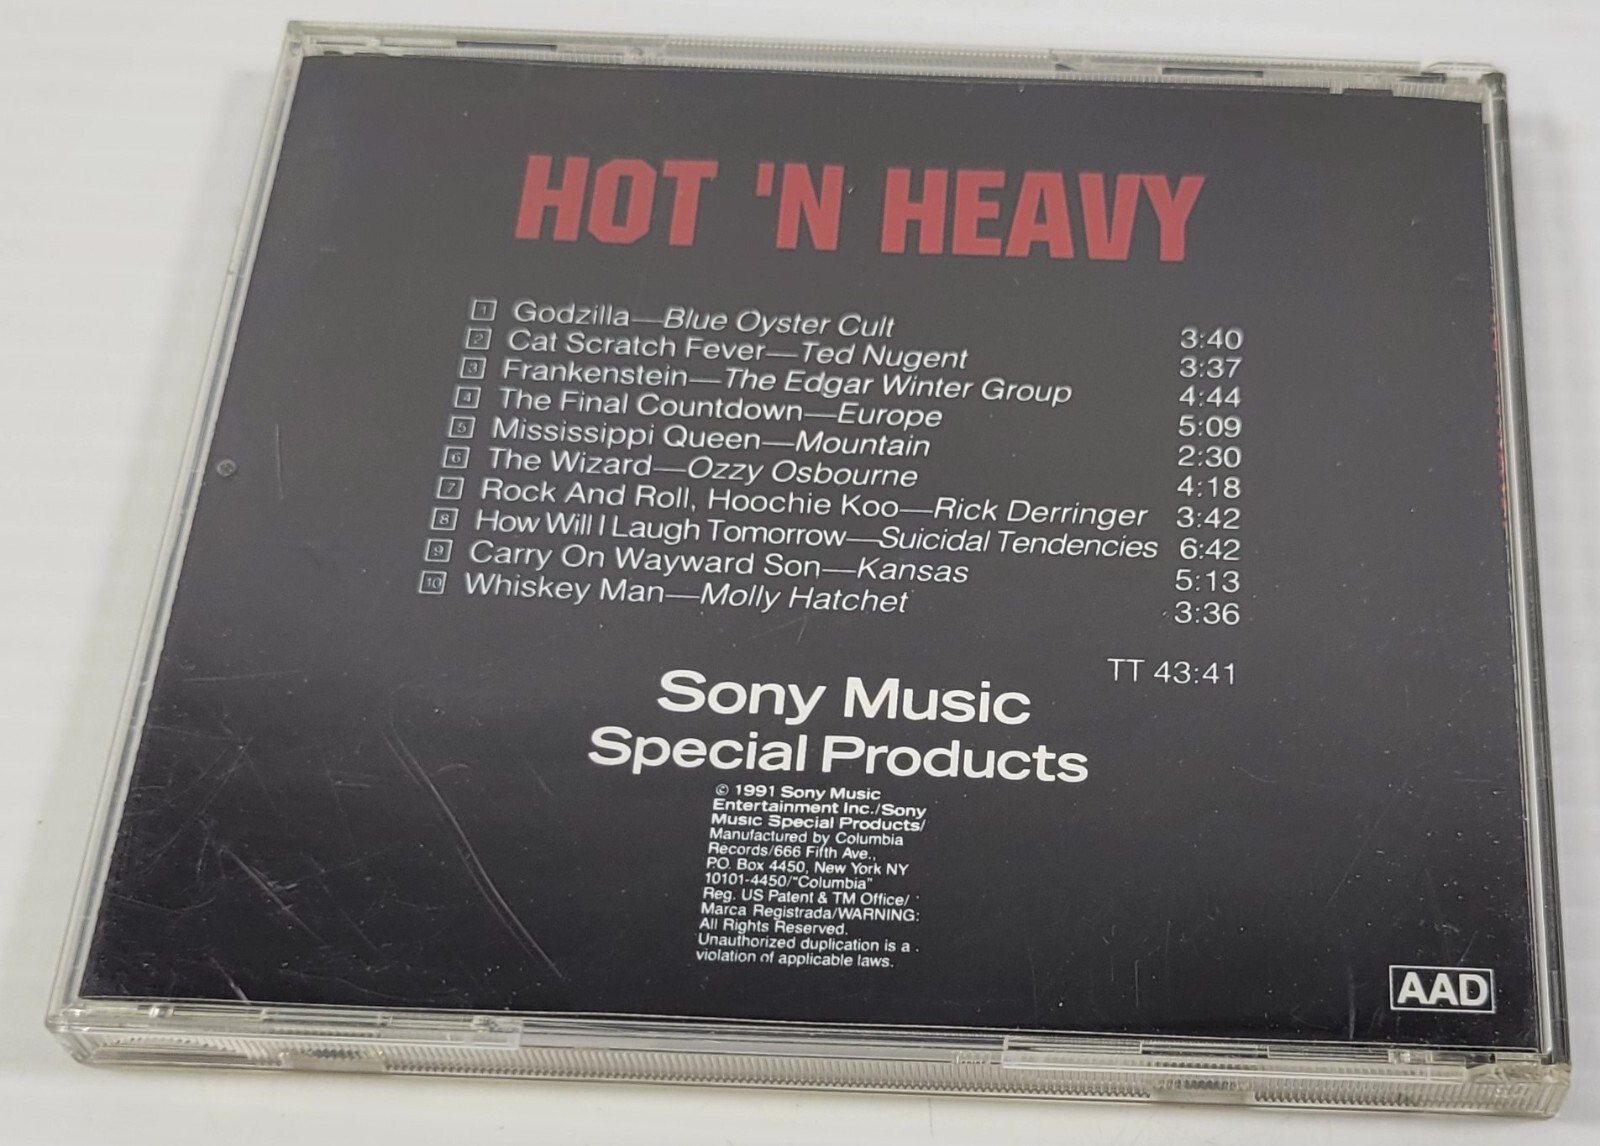 HOT 'N HEAVY
1 Godzilla—Blue Oyster Cult 3:40
2 Cat Scratch Fever—Ted Nugent 3:37
3 Frankenstein—The Edgar Winter Group 4:44
4 The Final Countdown—Europe 5:09
5 Mississippi Queen—Mountain 2:30
6 The Wizard—Ozzy Osbourne 4:18
7 Rock And Roll, Hoochie Koo—Rick Derringer 3:42
8 How Will I Laugh Tomorrow—Suicidal Tendencies 6:42
9 Carry On Wayward Son—Kansas 5:13
10 Whiskey Man—Molly Hatchet 3:36
TT 43:41
Sony Music
Special Products
© 1991 Sony Music
Entertainment Inc./Sony
Music Special Products/
Manufactured by Columbia
Records/666 Fifth Ave.,
P.O. Box 4450, New York NY
10101-4450/"Columbia"
Reg. US Patent & TM Office/
Marca Registrada/WARNING:
All Rights Reserved.
Unauthorized duplication is a
violation of applicable laws.
AAD